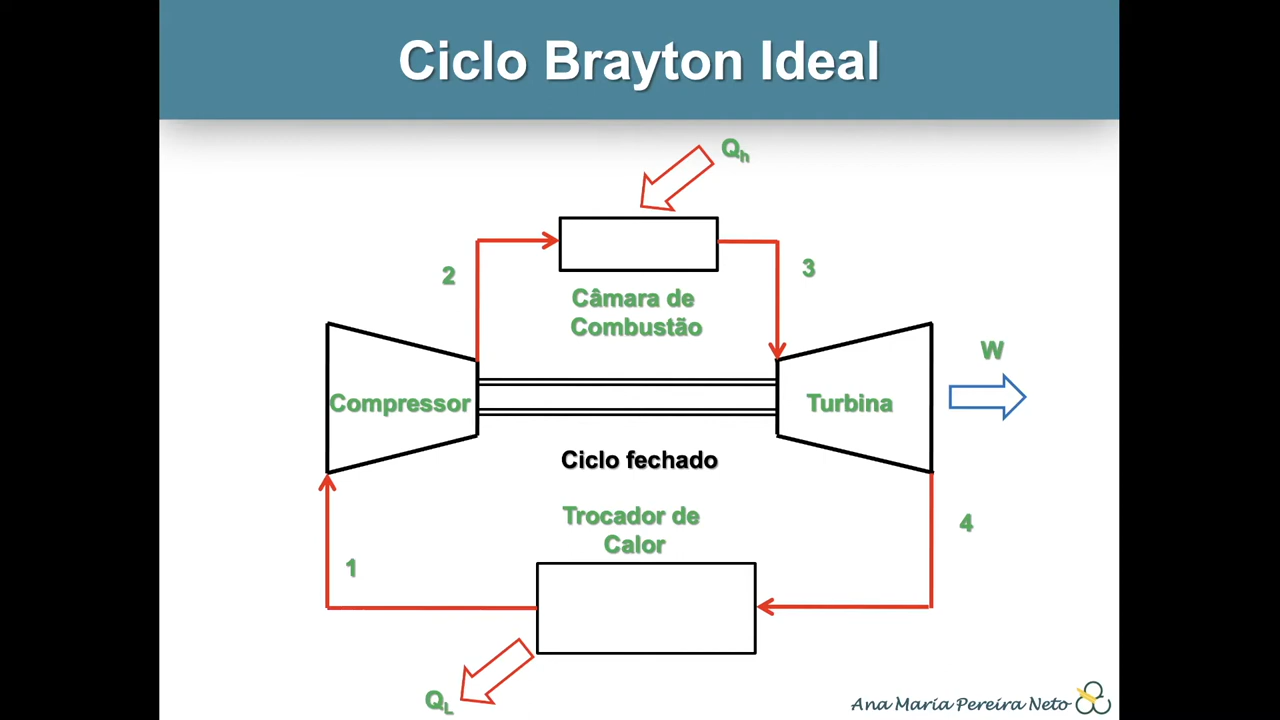 Ciclo Brayton Ideal
Qh
2
3
Câmara de
Combustão
W
Compressor
Turbina
Ciclo fechado
Trocador de
Calor
4
1
QL
Ana Maria Pereira Neto